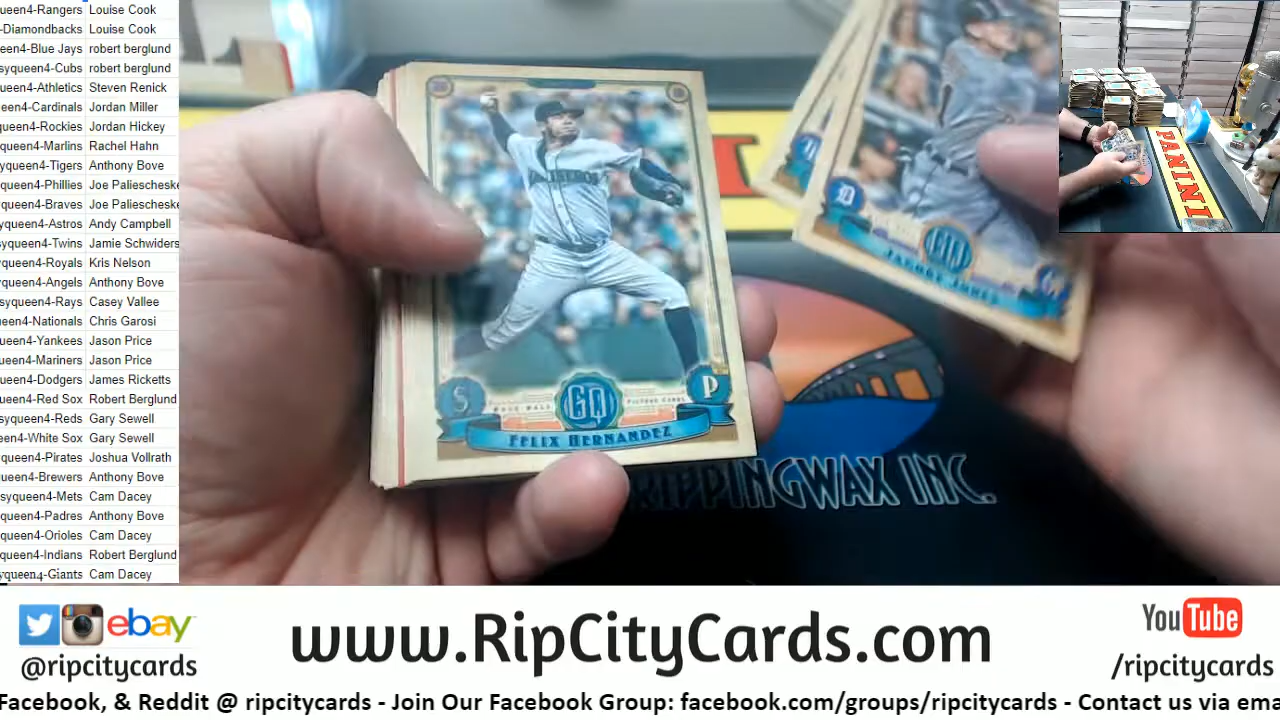 ueen4-Rangers Louise Cook
-Diamondbacks Louise Cook
een4-Blue Jays robert berglund
syqueen4-Cubs robert berglund
queen4-Athletics Steven Renick
een4-Cardinals Jordan Miller
ueen4-Rockies Jordan Hickey
queen4-Marlins Rachel Hahn
yqueen4-Tigers Anthony Bove
queen4-Phillies Joe Paliescheske
ueen4-Braves Joe Paliescheske
queen4-Astros Andy Campbell
syqueen4-Twins Jamie Schwiders
queen4-Royals Kris Nelson
queen4-Angels Anthony Bove
syqueen4-Rays Casey Vallee
een4-Nationals Chris Garosi
ueen4-Yankees Jason Price
een4-Mariners Jason Price
ueen4-Dodgers James Ricketts
queen4-Red Sox Robert Berglund
syqueen4-Reds Gary Sewell
een4-White Sox Gary Sewell
queen4-Pirates Joshua Vollrath
queen4-Brewers Anthony Bove
syqueen4-Mets Cam Dacey
queen4-Padres Anthony Bove
queen4-Orioles Cam Dacey
queen4-Indians Robert Berglund
yqueen4-Giants Cam Dacey
S
GQ
P
FELIX HERNANDEZ
D
GQ
JACOBY JONES
PANINI
RIPPINGWAX INC.
ebay
@ripcitycards
www.RipCityCards.com
YouTube
/ripcitycards
Facebook, & Reddit @ ripcitycards - Join Our Facebook Group: facebook.com/groups/ripcitycards - Contact us via ema